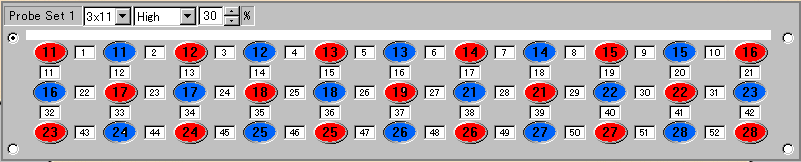 Probe Set 1 3x11 High 30 %
11 1 11 2 12 3 12 4 13 5 13 6 14 7 14 8 15 9 15 10 16
11 12 13 14 15 16 17 18 19 20 21
16 22 17 23 17 24 18 25 18 26 19 27 21 28 21 29 22 30 22 31 23
32 33 34 35 36 37 38 39 40 41 42
23 43 24 44 24 45 25 46 25 47 26 48 26 49 27 50 27 51 28 52 28